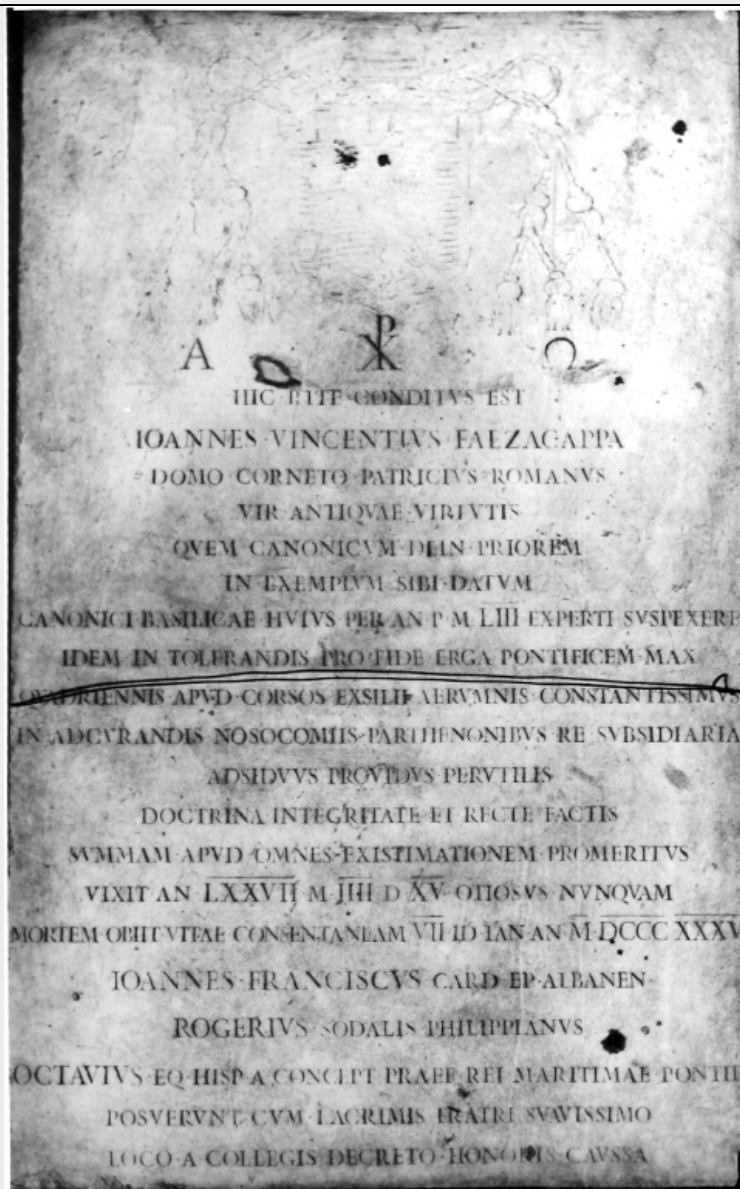 A ☧ Ω
HIC RITE·CONDITVS EST
IOANNES·VINCENTIVS FALZAGAPPA
DOMO·CORNETO·PATRICIVS·ROMANVS
VIR·ANTIQVAE·VIRTVTIS
QVEM·CANONICVM·DEIN·PRIOREM
IN·EXEMPLVM·SIBI·DATVM
CANONICI·BASILICAE·HVIVS·PER·AN·P·M·LIII·EXPERTI·SVSPEXERE
IDEM·IN·TOLERANDIS·PRO·FIDE·ERGA·PONTIFICEM·MAX
QVADRIENNIS·APVD·CORSOS·EXSILII·AERVMNIS·CONSTANTISSIMVS
IN·ADCVRANDIS·NOSOCOMIIS·PARTHENONIBVS·RE·SVBSIDIARIA
ADSIDVVS·PROVIDVS·PERVTILIS
DOCTRINA·INTEGRITATE·ET·RECTE·FACTIS
SVMMAM·APVD·OMNES·EXISTIMATIONEM·PROMERITVS
VIXIT·AN·LXXVII·M·IIII·D·XV·OTIOSVS·NVNQVAM
MORTEM·OBIIT·VITAE·CONSENTANEAM·VII·ID·IAN·AN·M·DCCC·XXXV
IOANNES·FRANCISCVS·CARD·EP·ALBANEN
ROGERIVS·SODALIS·PHILIPPIANVS
OCTAVIVS·EQ·HISP·A·CONCEPT·PRAEF·REI·MARITIMAE·PONTIF
POSVERVNT·CVM·LACRIMIS·FRATRI·SVAVISSIMO
LOCO·A·COLLEGIS·DECRETO·HONORIS·CAVSSA